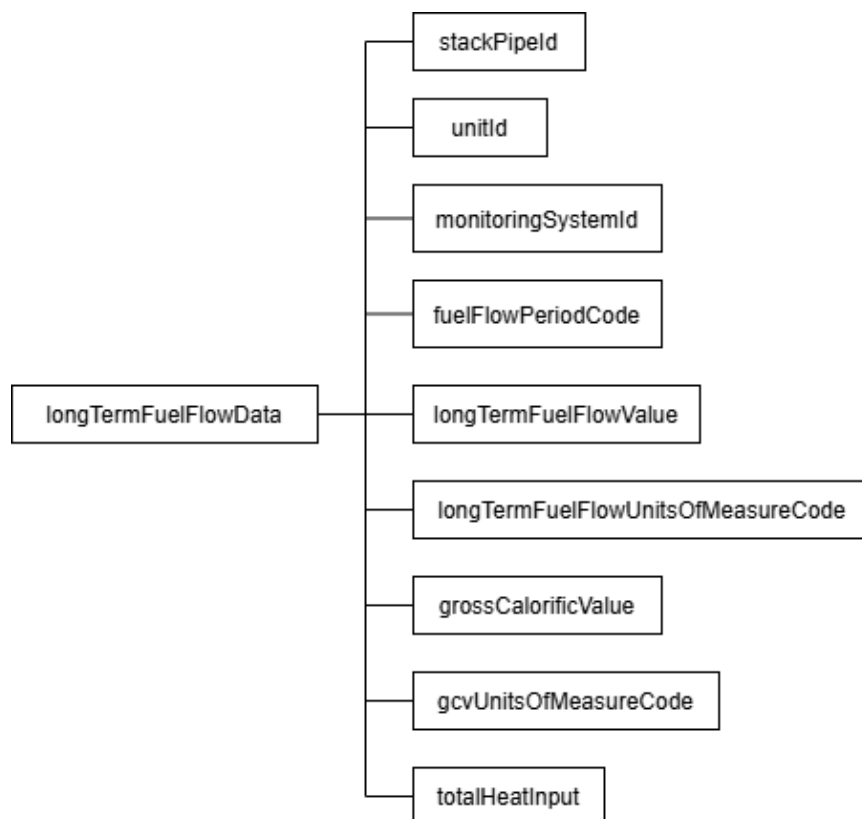 stackPipeId
unitId
monitoringSystemId
fuelFlowPeriodCode
longTermFuelFlowData
longTermFuelFlowValue
longTermFuelFlowUnitsOfMeasureCode
grossCalorificValue
gcvUnitsOfMeasureCode
totalHeatInput